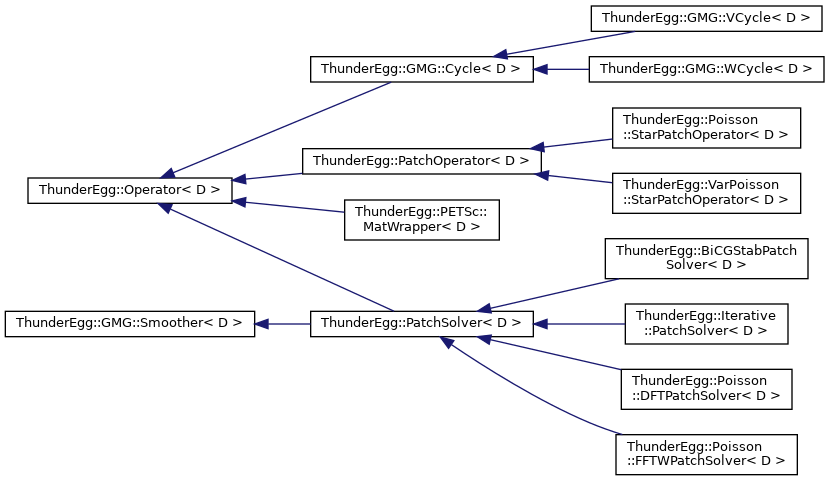 ThunderEgg::GMG::VCycle< D >
ThunderEgg::GMG::Cycle< D >
ThunderEgg::GMG::WCycle< D >
ThunderEgg::Poisson
::StarPatchOperator< D >
ThunderEgg::PatchOperator< D >
ThunderEgg::VarPoisson
::StarPatchOperator< D >
ThunderEgg::Operator< D >
ThunderEgg::PETSc::
MatWrapper< D >
ThunderEgg::BiCGStabPatch
Solver< D >
ThunderEgg::GMG::Smoother< D >
ThunderEgg::PatchSolver< D >
ThunderEgg::Iterative
::PatchSolver< D >
ThunderEgg::Poisson
::DFTPatchSolver< D >
ThunderEgg::Poisson
::FFTWPatchSolver< D >